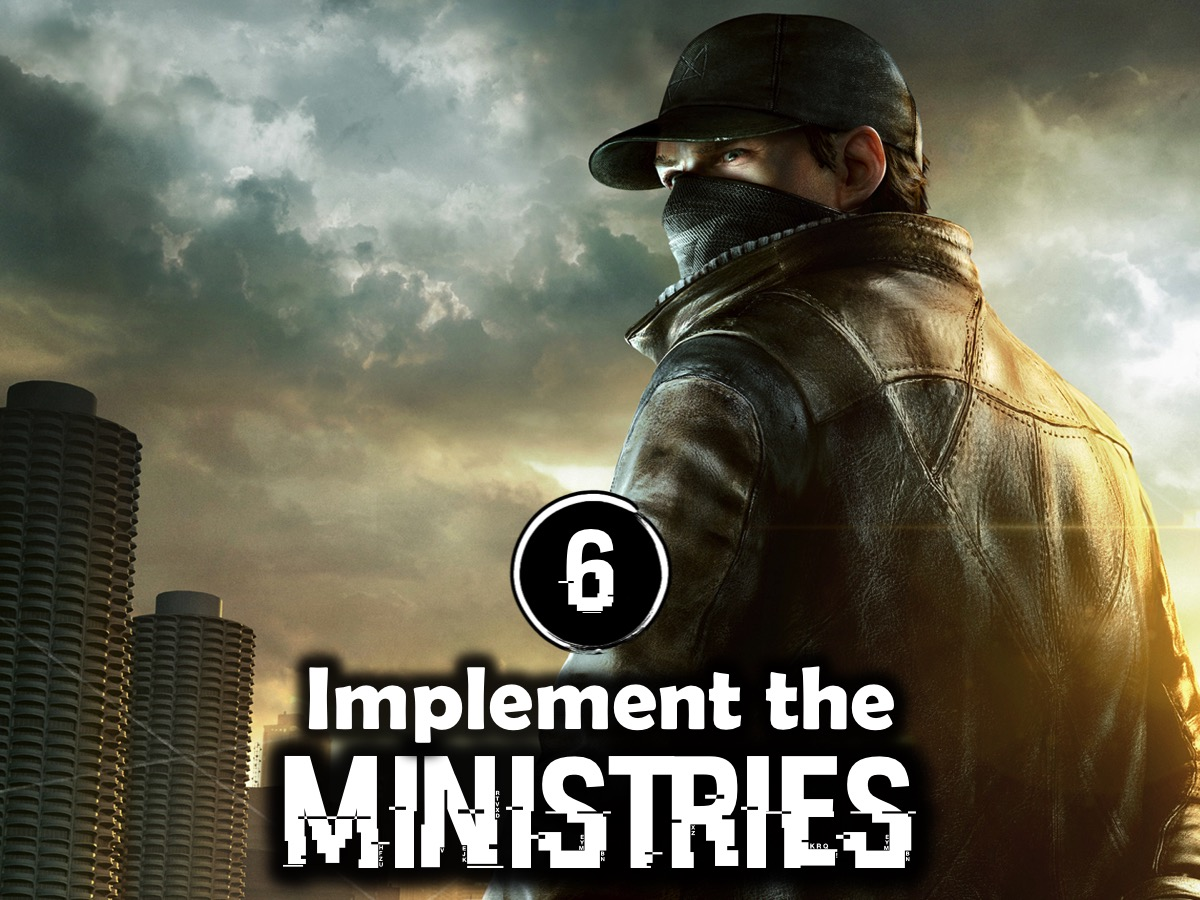 6
Implement the
MINISTRIES